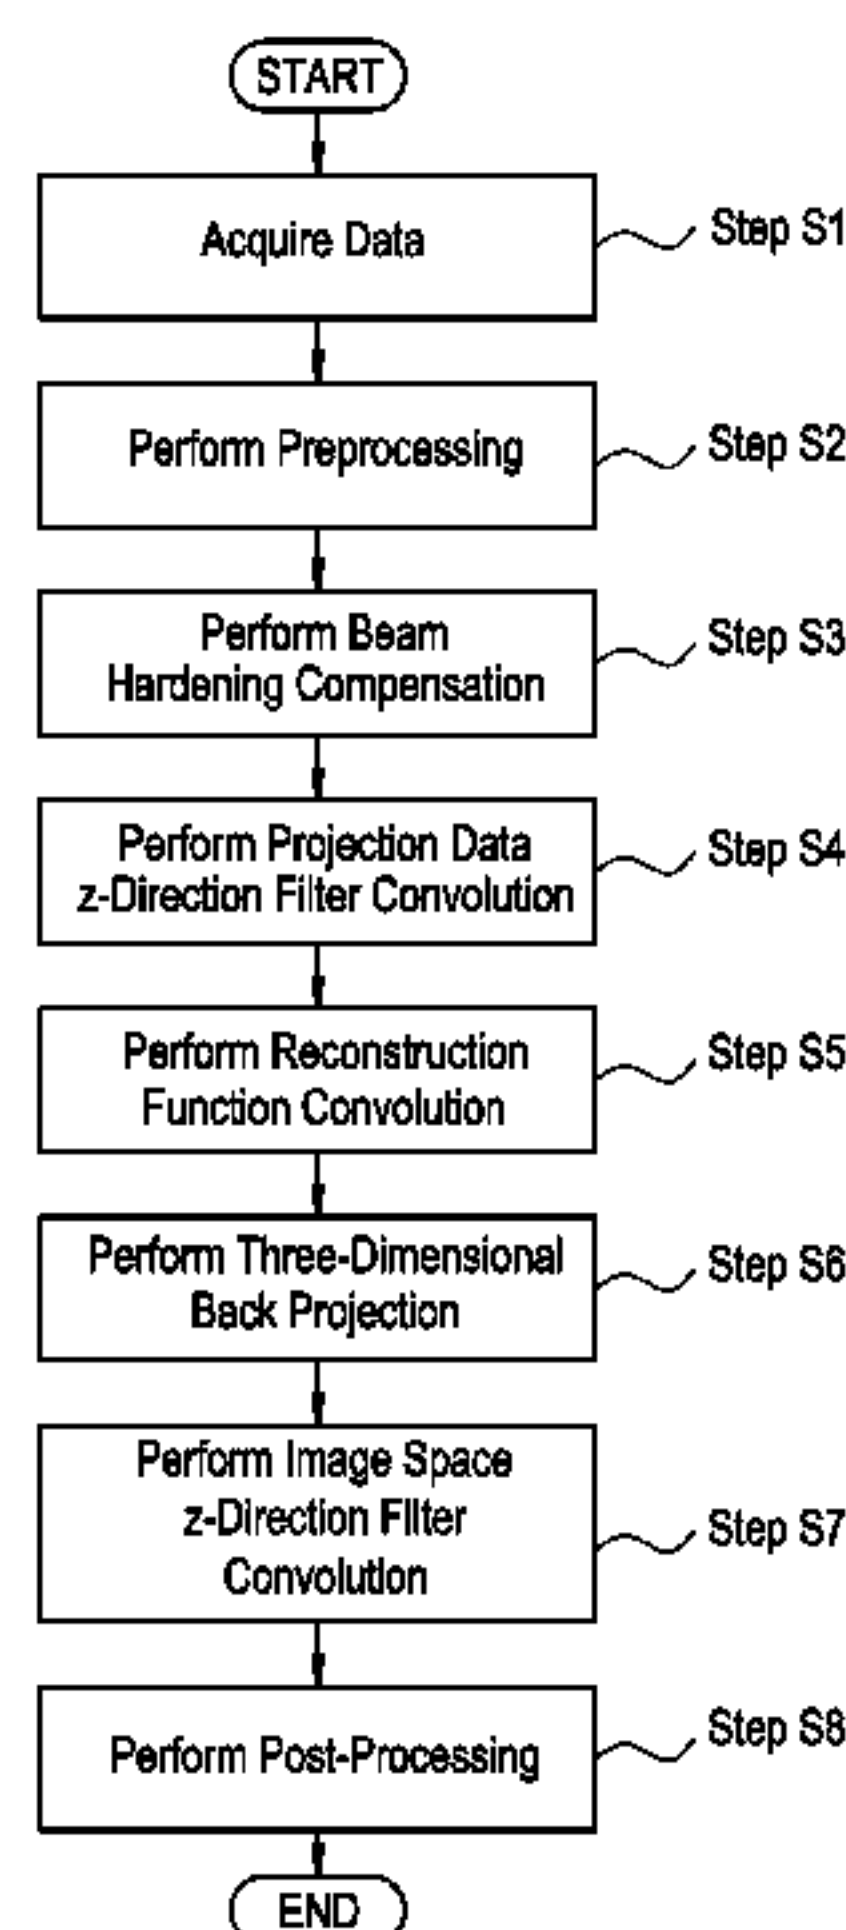 START
Acquire Data
Step S1
Perform Preprocessing
Step S2
Perform Beam
Hardening Compensation
Step S3
Perform Projection Data
z-Direction Filter Convolution
Step S4
Perform Reconstruction
Function Convolution
Step S5
Perform Three-Dimensional
Back Projection
Step S6
Perform Image Space
z-Direction Filter
Convolution
Step S7
Perform Post-Processing
Step S8
END